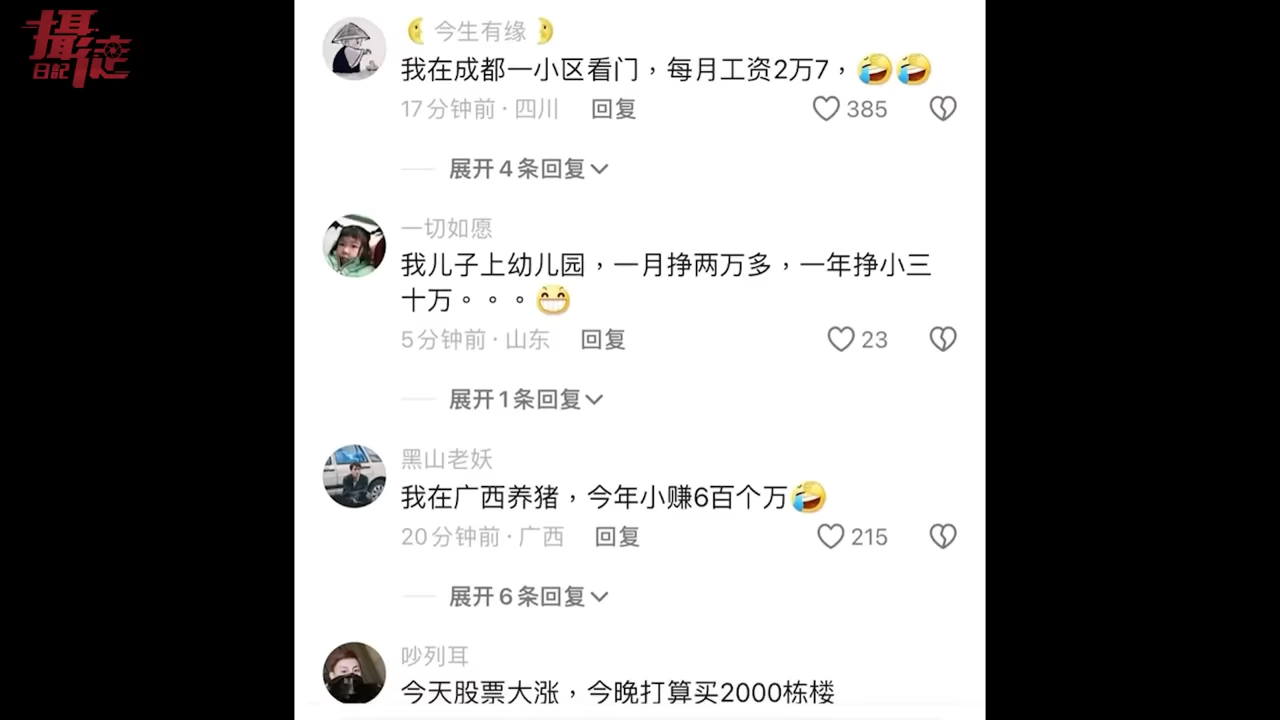 攝徒日記
今生有缘
我在成都一小区看门，每月工资2万7，
17分钟前·四川 回复 385
展开4条回复
一切如愿
我儿子上幼儿园，一月挣两万多，一年挣小三
十万。。。
5分钟前·山东 回复 23
展开1条回复
黑山老妖
我在广西养猪，今年小赚6百个万
20分钟前·广西 回复 215
展开6条回复
吵列耳
今天股票大涨，今晚打算买2000栋楼